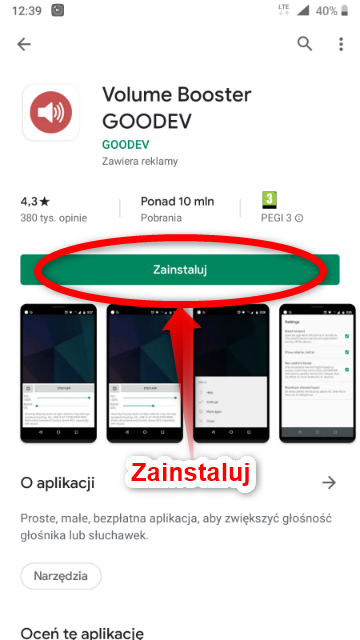 12:39
LTE
40%
Volume Booster
GOODEV
GOODEV
Zawiera reklamy
4,3★
380 tys. opinie
Ponad 10 mln
Pobrania
3
PEGI 3
Zainstaluj
Settings
Zainstaluj
O aplikacji
Proste, małe, bezpłatna aplikacja, aby zwiększyć głośność
głośnika lub słuchawek.
Narzędzia
Oceń tę aplikację